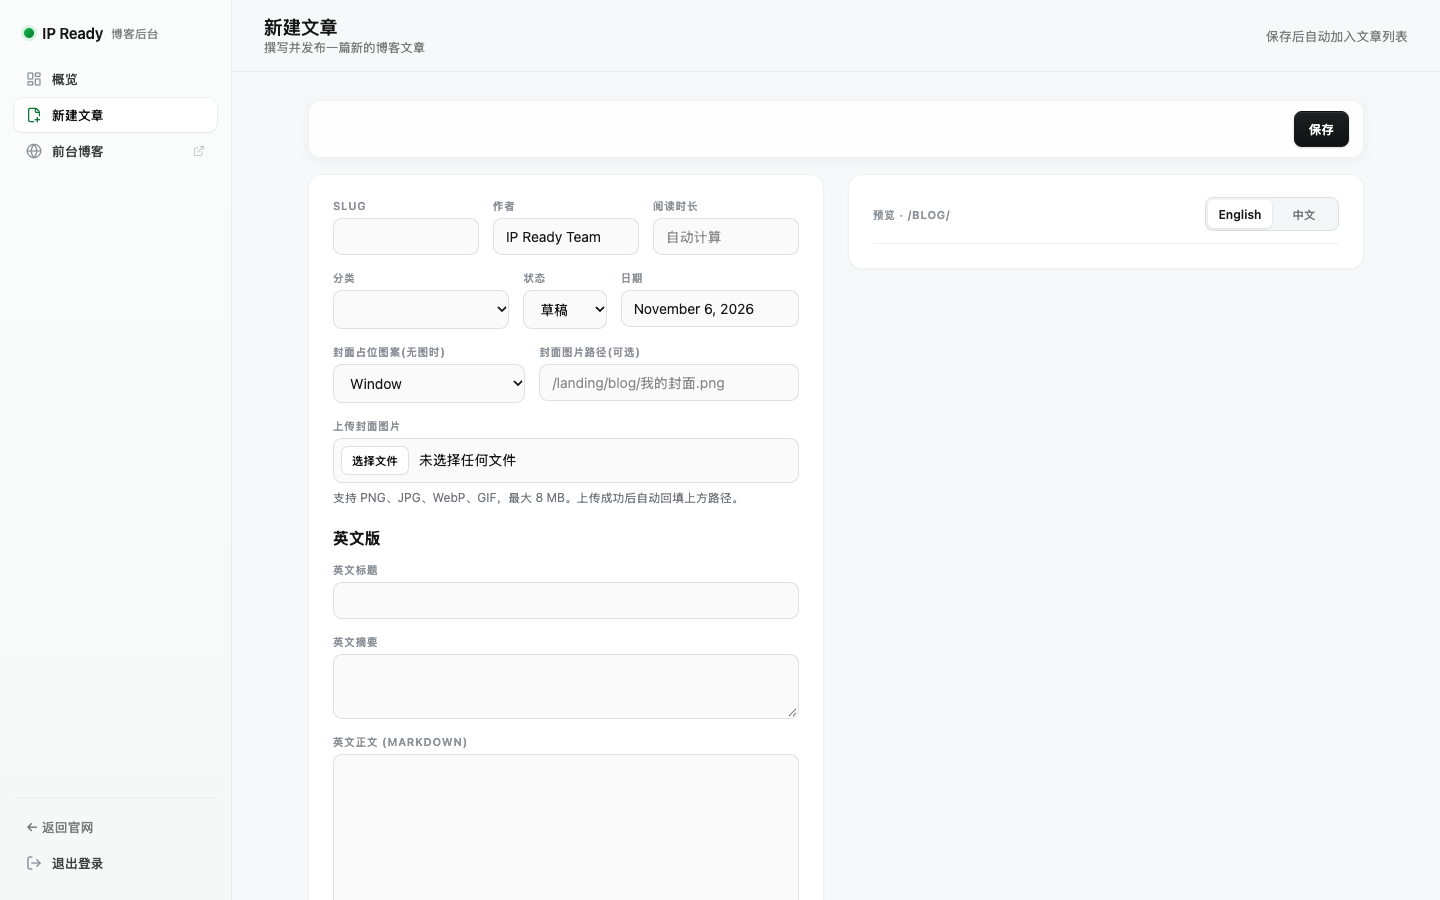 IP Ready 博客后台
概览
新建文章
前台博客
← 返回官网
退出登录
新建文章
撰写并发布一篇新的博客文章
保存后自动加入文章列表
保存
SLUG 作者 阅读时长
IP Ready Team 自动计算
分类 状态 日期
草稿 November 6, 2026
封面占位图案(无图时) 封面图片路径(可选)
Window /landing/blog/我的封面.png
上传封面图片
选择文件 未选择任何文件
支持 PNG、JPG、WebP、GIF，最大 8 MB。上传成功后自动回填上方路径。
英文版
英文标题
英文摘要
英文正文 (MARKDOWN)
预览 · /BLOG/ English 中文